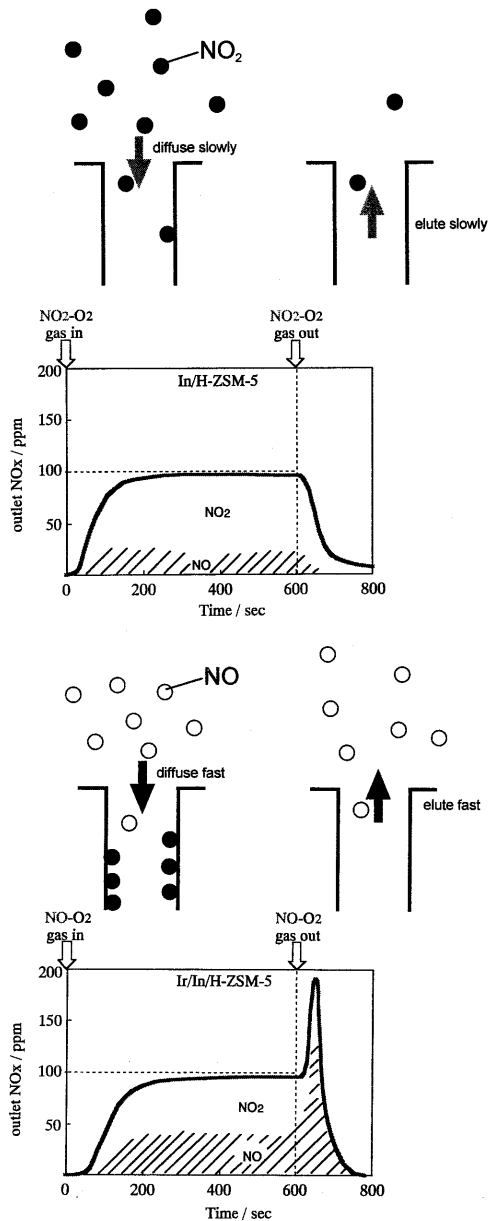 NO2
diffuse slowly
elute slowly
NO2-O2
gas in
NO2-O2
gas out
200
150
100
50
0
outlet NOx / ppm
In/H-ZSM-5
NO2
NO
0
200
400
600
800
Time / sec
NO
diffuse fast
elute fast
NO-O2
gas in
NO-O2
gas out
200
150
100
50
0
outlet NOx / ppm
Ir/In/H-ZSM-5
NO2
NO
0
200
400
600
800
Time / sec